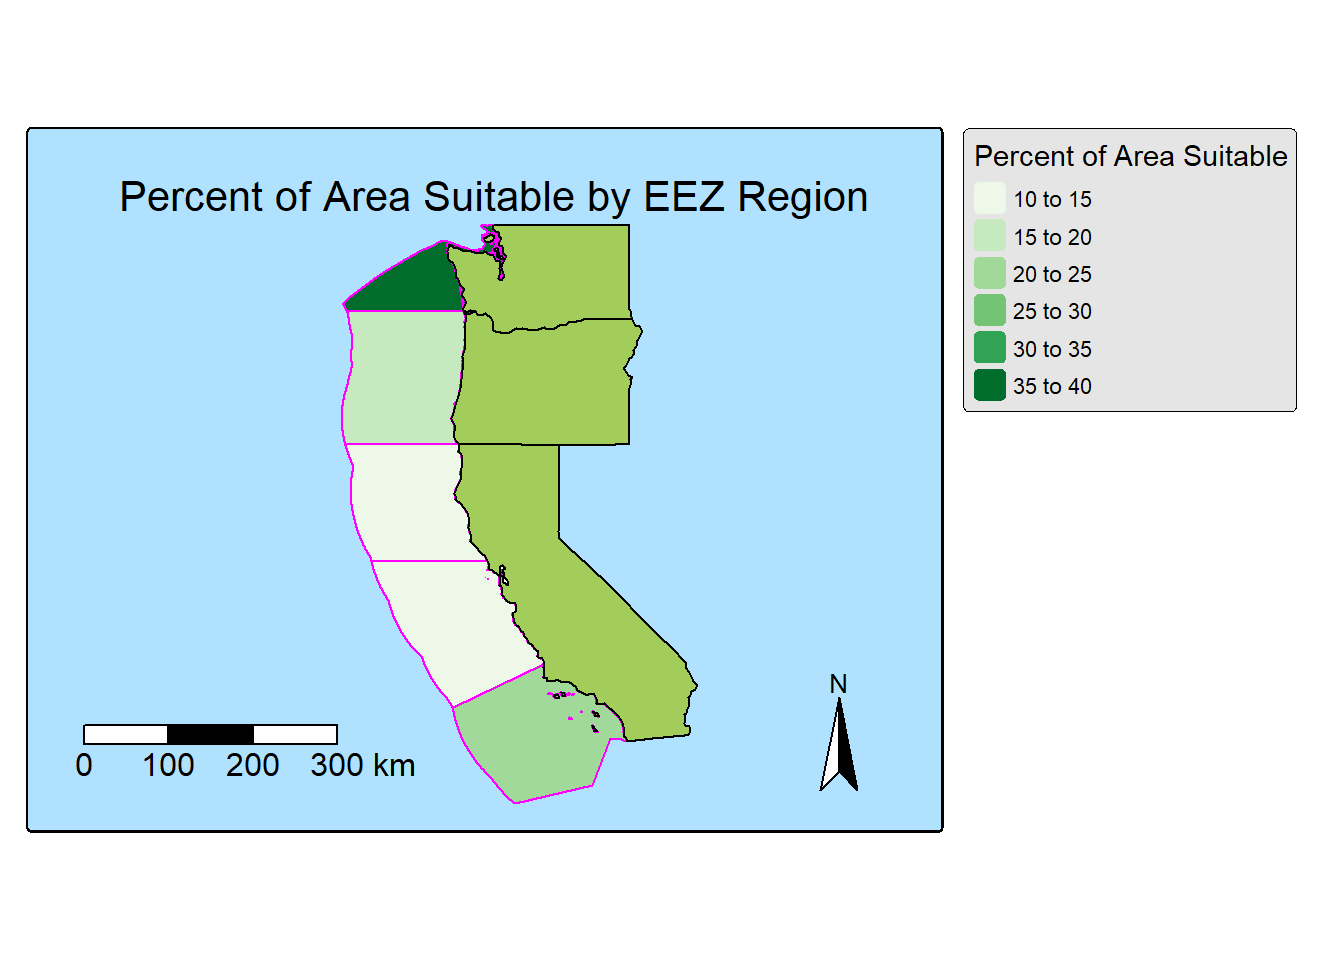 Percent of Area Suitable by EEZ Region
Percent of Area Suitable
10 to 15
15 to 20
20 to 25
25 to 30
30 to 35
35 to 40
N
0 100 200 300 km